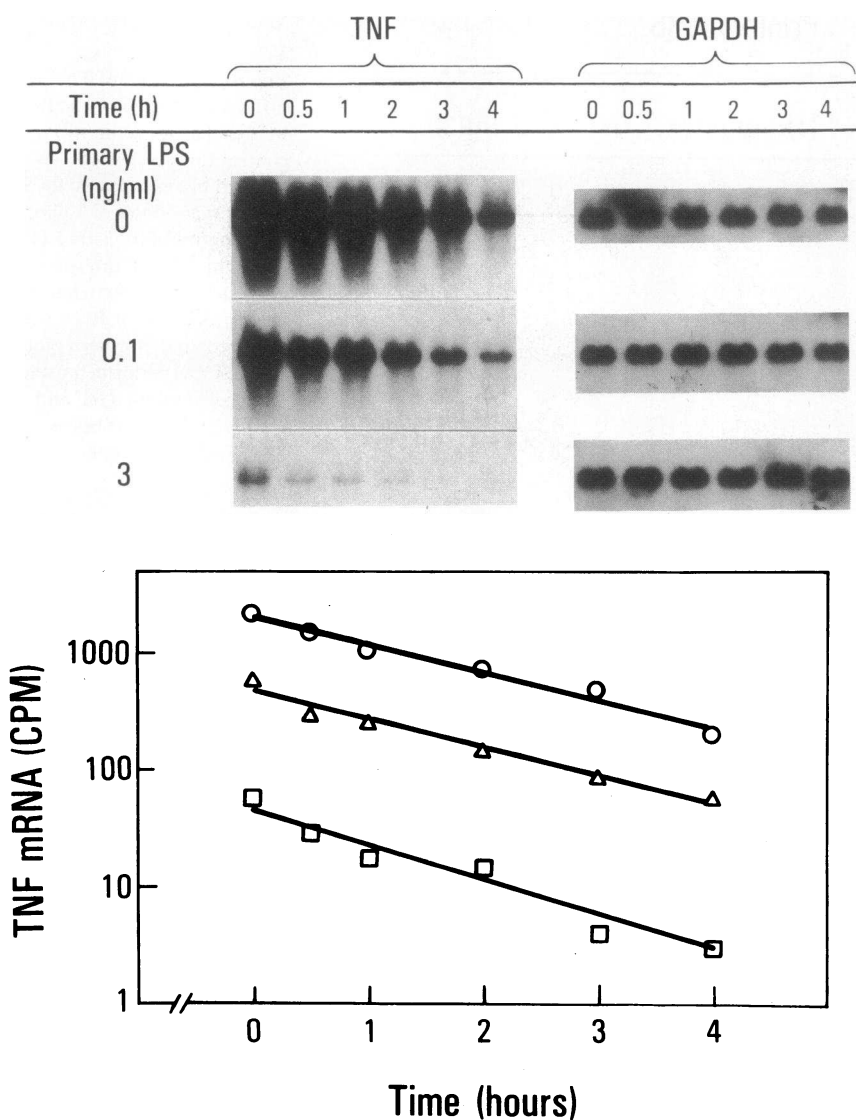 TNF GAPDH
Time (h) 0 0.5 1 2 3 4 0 0.5 1 2 3 4
Primary LPS
(ng/ml)
0
0.1
3
TNF mRNA (CPM)
1000
100
10
1
0 1 2 3 4
Time (hours)